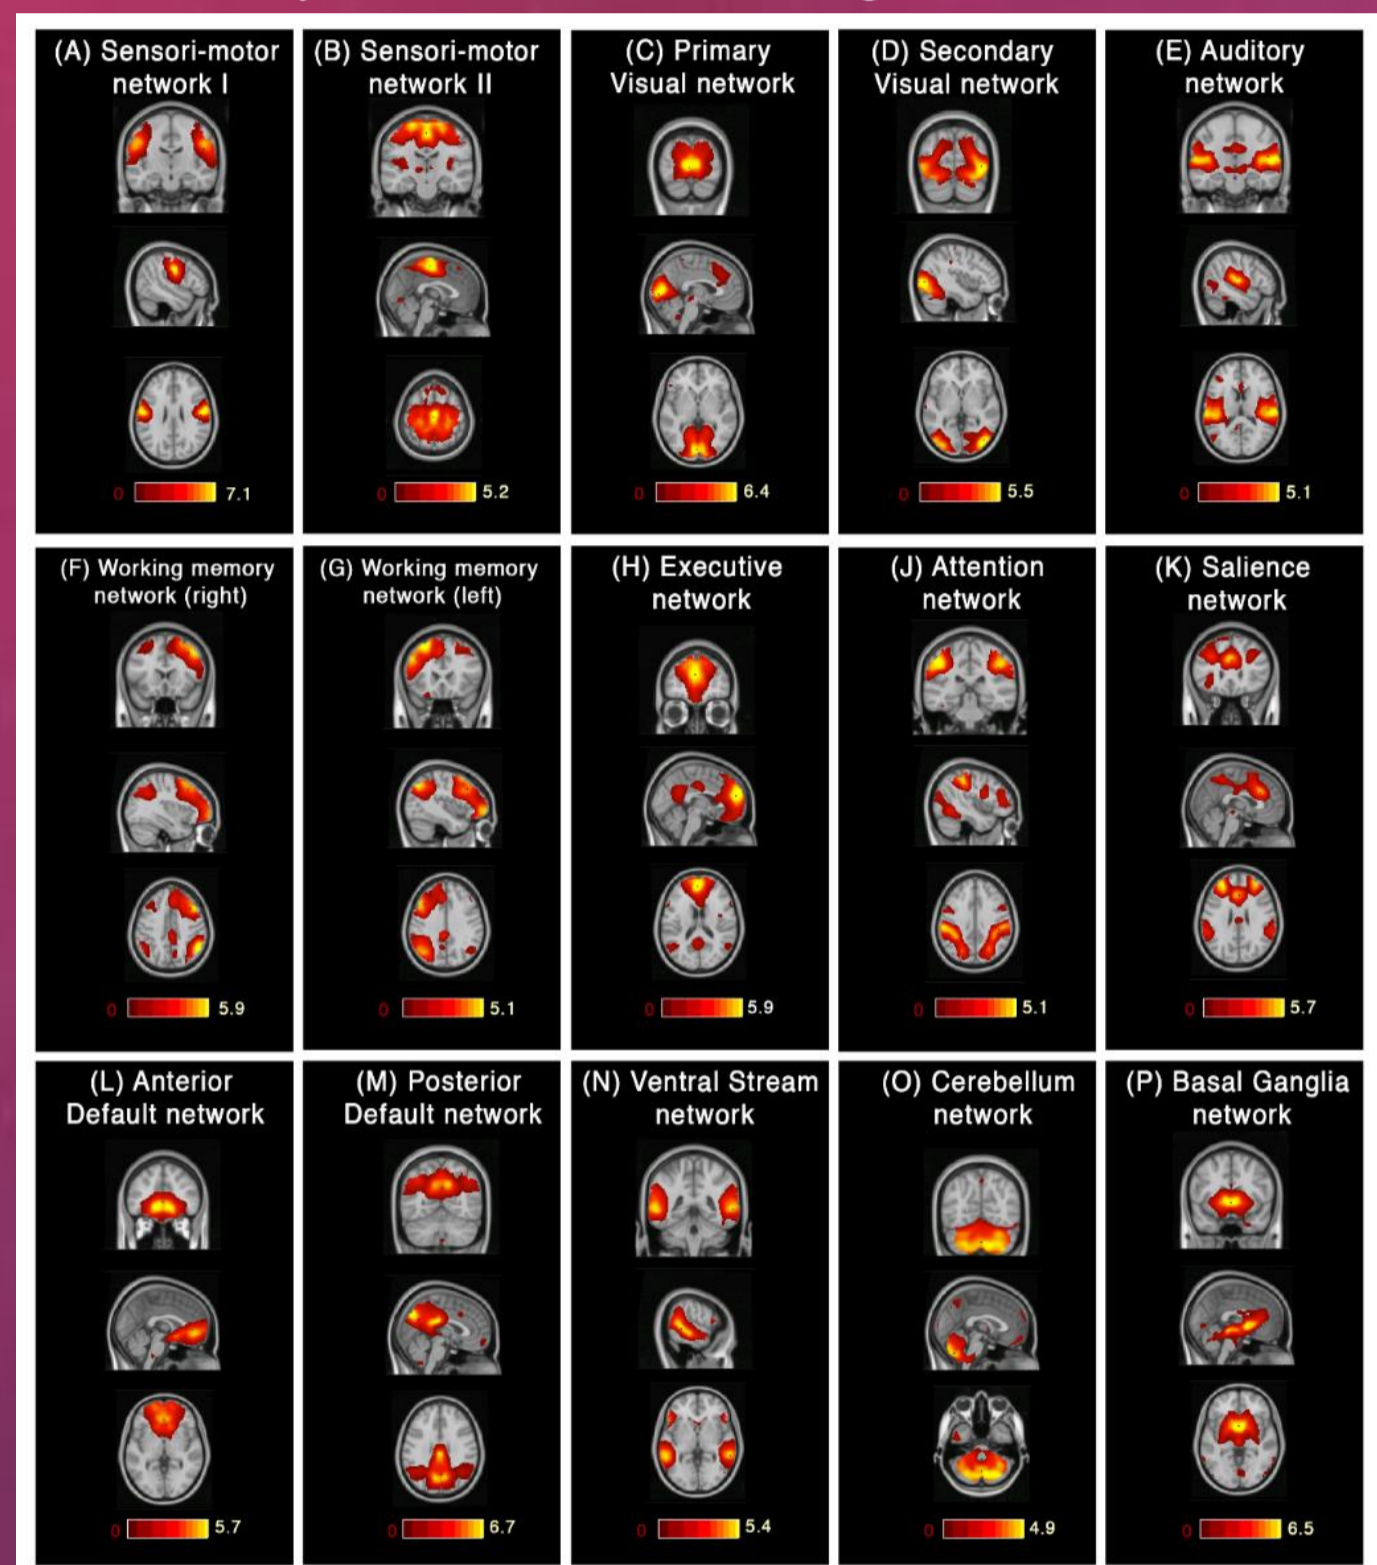 (A) Sensori-motor
network I
(B) Sensori-motor
network II
(C) Primary
Visual network
(D) Secondary
Visual network
(E) Auditory
network
0 7.1
0 5.2
0 6.4
0 5.5
0 5.1
(F) Working memory
network (right)
(G) Working memory
network (left)
(H) Executive
network
(J) Attention
network
(K) Salience
network
0 5.9
0 5.1
0 5.9
0 5.1
0 5.7
(L) Anterior
Default network
(M) Posterior
Default network
(N) Ventral Stream
network
(O) Cerebellum
network
(P) Basal Ganglia
network
0 5.7
0 6.7
0 5.4
0 4.9
0 6.5